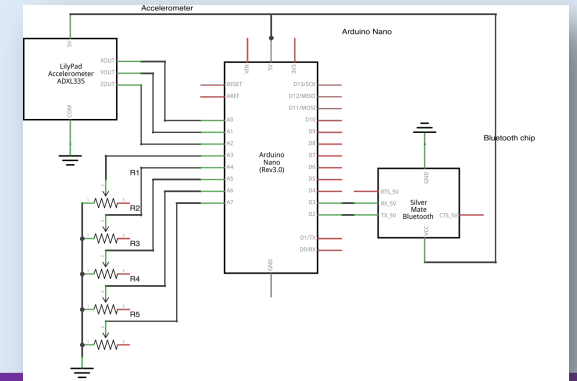 Accelerometer
Arduino Nano
5V
LilyPad
Accelerometer
ADXL335
XOUT
YOUT
ZOUT
COM
VIN
5V
3V3
RESET
AREF
A0
A1
A2
A3
A4
A5
A6
A7
Arduino
Nano
(Rev3.0)
D13/SCK
D12/MISO
D11/MOSI
D10
D9
D8
D7
D6
D5
D4
D3
D2
D1/TX
D0/RX
GND
Bluetooth chip
GND
RTS_5V
RX_5V
TX_5V
Silver
Mate
Bluetooth
CTS_5V
VCC
R1
R2
R3
R4
R5